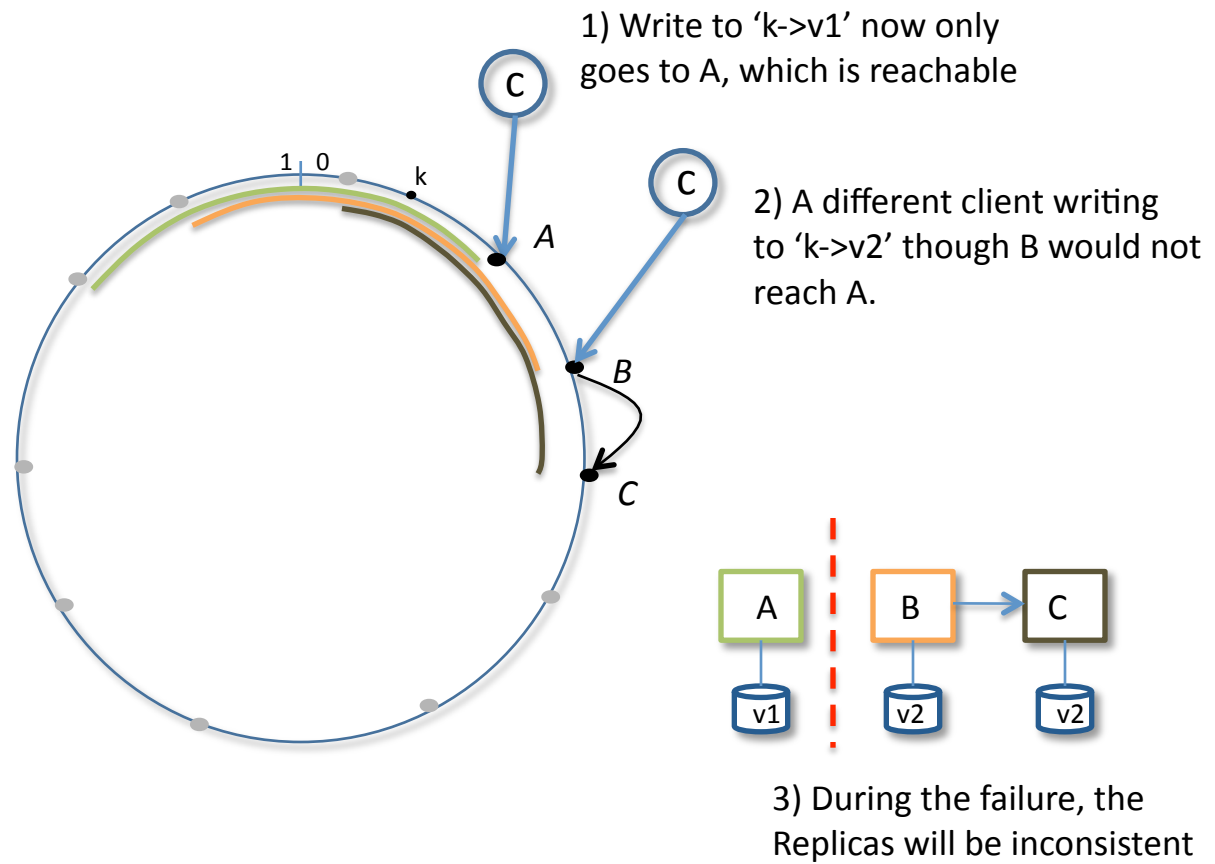 1) Write to ‘k->v1’ now only
goes to A, which is reachable
C
C
1 0
k
A
2) A different client writing
to ‘k->v2’ though B would not
reach A.
B
C
A
B
C
v1
v2
v2
3) During the failure, the
Replicas will be inconsistent